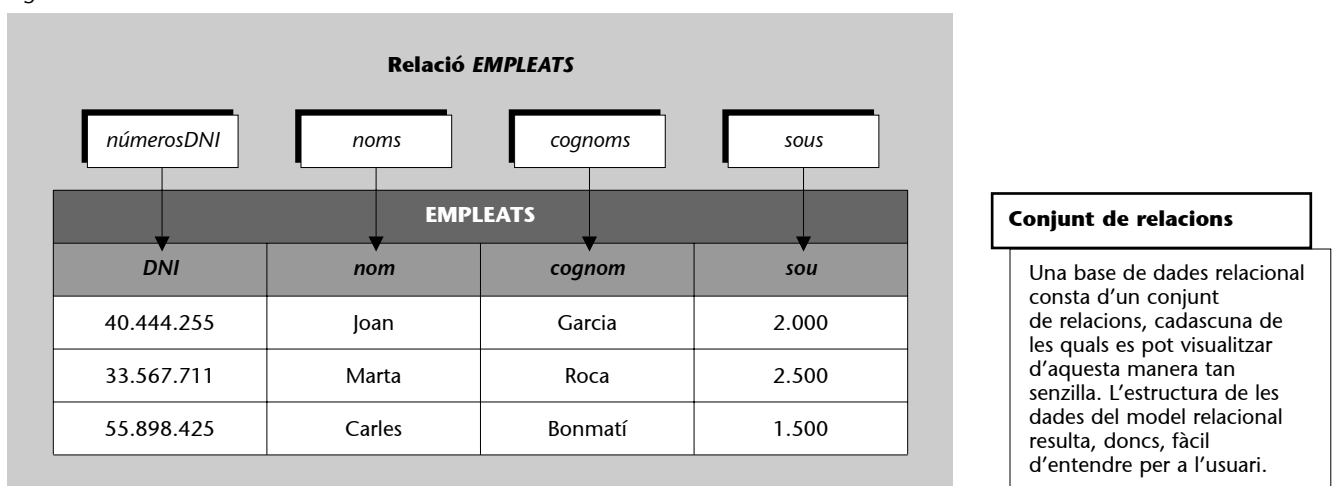 Relació EMPLEATS
númerosDNI noms cognoms sous
EMPLEATS
DNI nom cognom sou
40.444.255 Joan Garcia 2.000
33.567.711 Marta Roca 2.500
55.898.425 Carles Bonmatí 1.500
Conjunt de relacions
Una base de dades relacional
consta d'un conjunt
de relacions, cadascuna de
les quals es pot visualitzar
d'aquesta manera tan
senzilla. L'estructura de les
dades del model relacional
resulta, doncs, fàcil
d'entendre per a l'usuari.